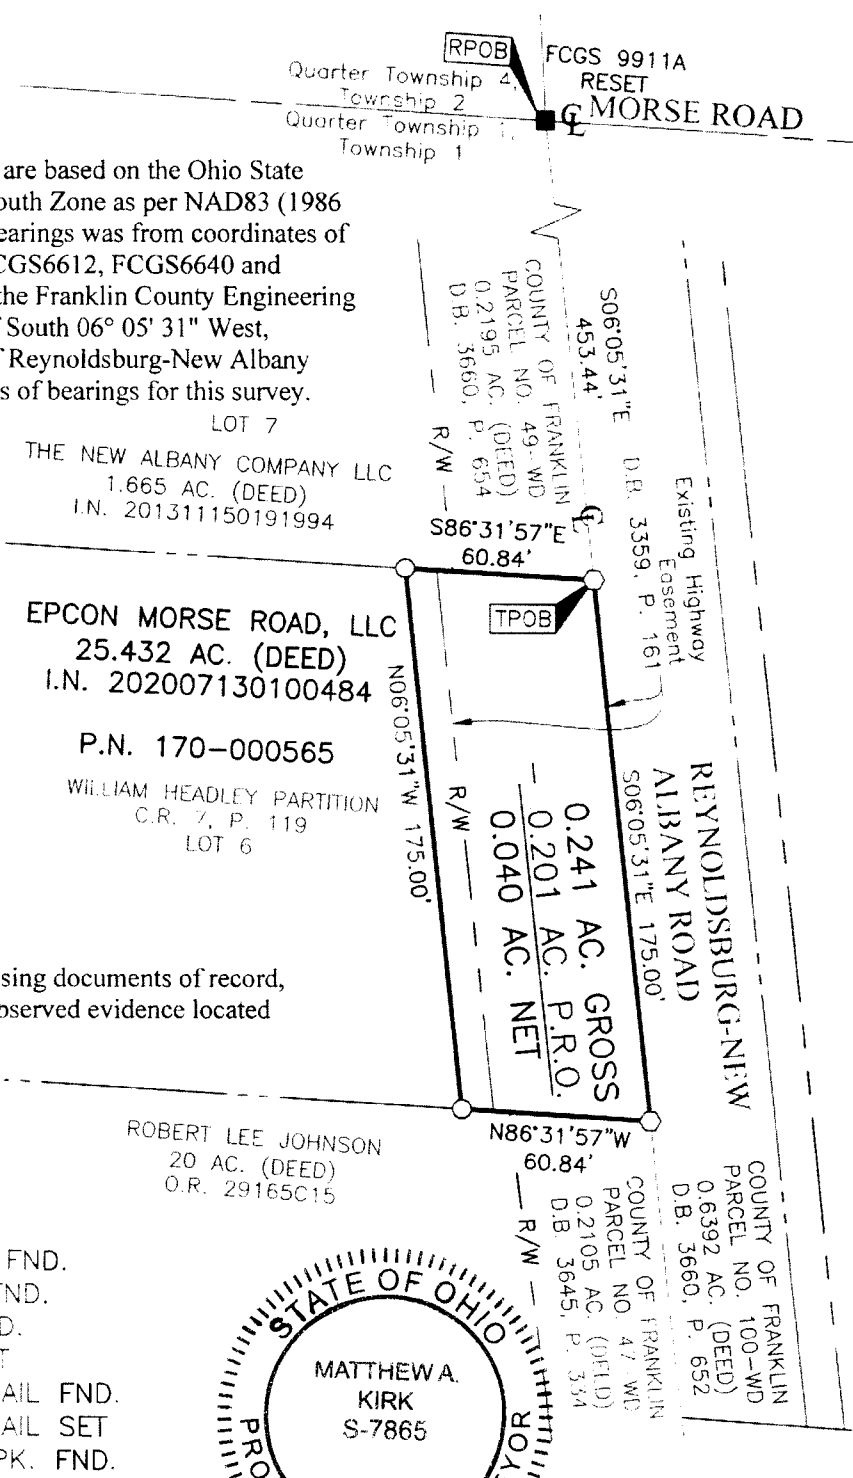 RPOB
FCGS 9911A
RESET
Quarter Township 4,
Township 2
Quarter Township 1,
Township 1
℄ MORSE ROAD
are based on the Ohio State
outh Zone as per NAD83 (1986
earings was from coordinates of
CGS6612, FCGS6640 and
the Franklin County Engineering
South 06° 05' 31" West,
Reynoldsburg-New Albany
s of bearings for this survey.
COUNTY OF FRANKLIN
PARCEL NO. 49-WD
0.2195 AC. (DEED)
D.B. 3660, P. 654
R/W
S06°05'31"E
453.44'
D.B. 3359, P. 161
Existing Highway
Easement
℄
LOT 7
THE NEW ALBANY COMPANY LLC
1.665 AC. (DEED)
I.N. 201311150191994
S86°31'57"E
60.84'
TPOB
EPCON MORSE ROAD, LLC
25.432 AC. (DEED)
I.N. 202007130100484
P.N. 170-000565
WILLIAM HEADLEY PARTITION
C.R. 7, P. 119
LOT 6
N06°05'31"W 175.00'
R/W
0.241 AC. GROSS
- 0.201 AC. P.R.O.
0.040 AC. NET
S06°05'31"E 175.00'
REYNOLDSBURG-NEW
ALBANY ROAD
sing documents of record,
bserved evidence located
N86°31'57"W
60.84'
ROBERT LEE JOHNSON
20 AC. (DEED)
O.R. 29165C15
R/W
COUNTY OF FRANKLIN
PARCEL NO. 47-WD
0.2105 AC. (DEED)
D.B. 3645, P. 334
COUNTY OF FRANKLIN
PARCEL NO. 100-WD
0.6392 AC. (DEED)
D.B. 3660, P. 652
FND.
FND.
D.
T
AIL FND.
AIL SET
PK. FND.
STATE OF OHIO
MATTHEW A.
KIRK
S-7865
PRO
YOR